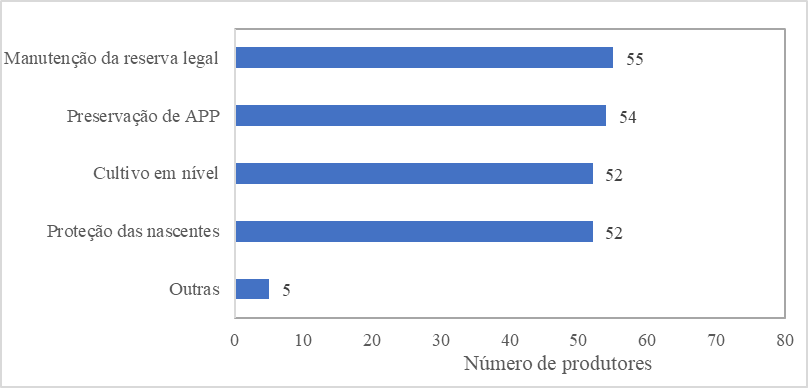 Manutenção da reserva legal 55
Preservação de APP 54
Cultivo em nível 52
Proteção das nascentes 52
Outras 5
0 10 20 30 40 50 60 70 80
Número de produtores